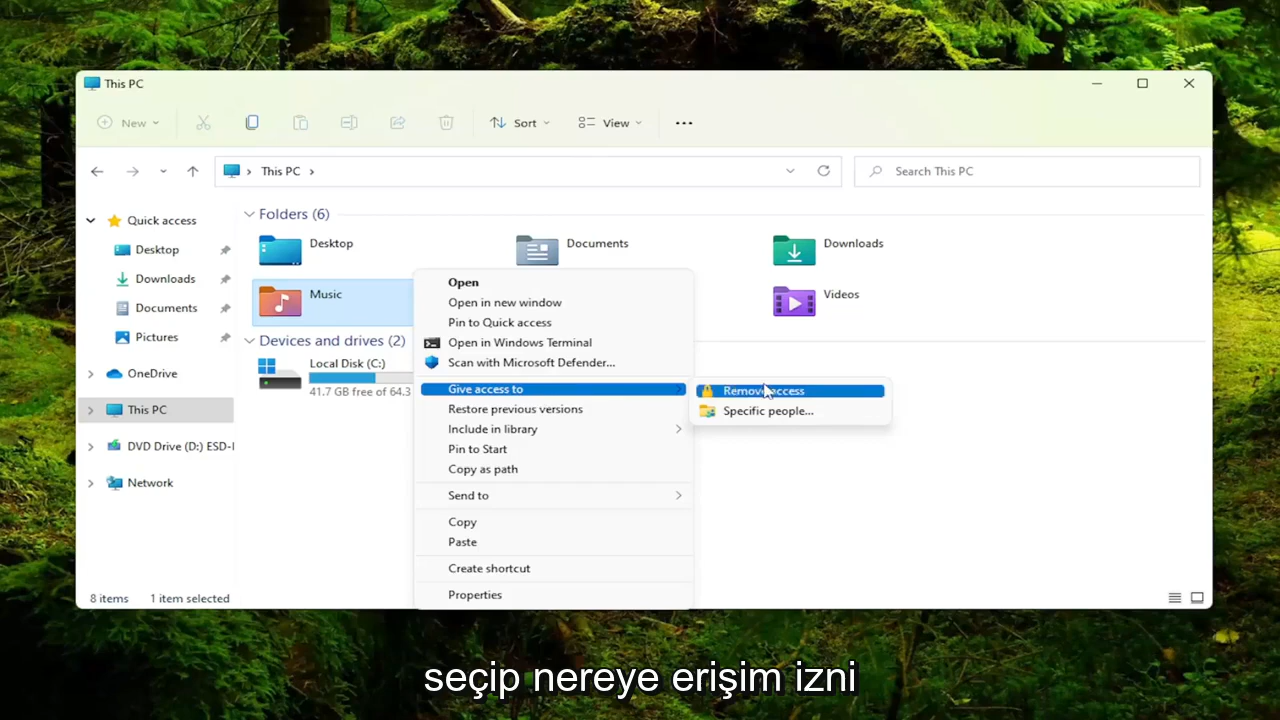 This PC
New
Sort
View
This PC
Search This PC
Quick access
Desktop
Downloads
Documents
Pictures
OneDrive
This PC
DVD Drive (D:) ESD-I
Network
Folders (6)
Desktop
Documents
Downloads
Music
Videos
Devices and drives (2)
Local Disk (C:)
41.7 GB free of 64.3
Open
Open in new window
Pin to Quick access
Open in Windows Terminal
Scan with Microsoft Defender...
Give access to
Restore previous versions
Include in library
Pin to Start
Copy as path
Send to
Copy
Paste
Create shortcut
Properties
Remove access
Specific people...
8 items
1 item selected
seçip nereye erişim izni